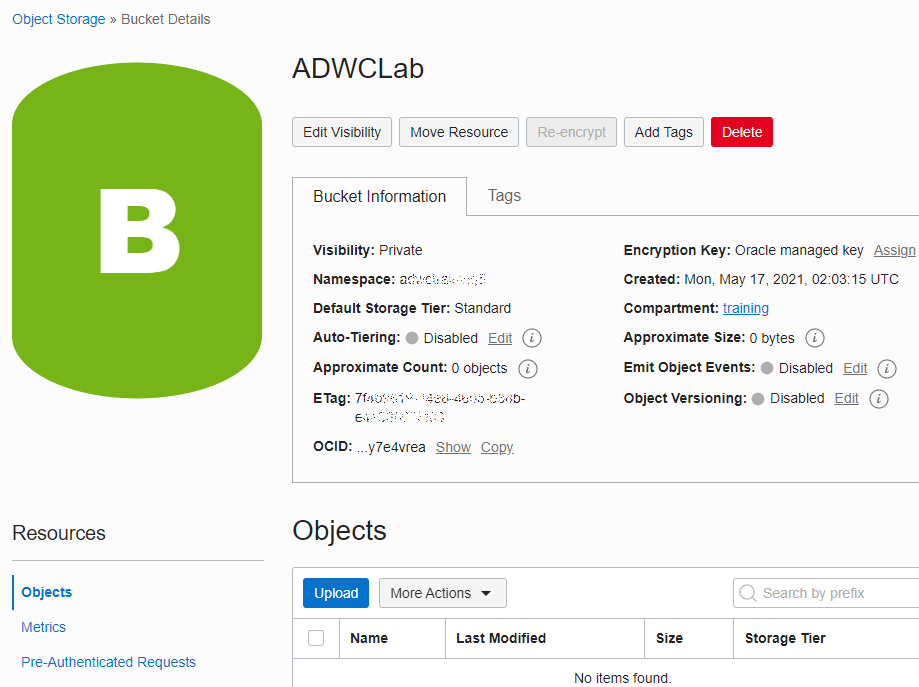 Object Storage » Bucket Details
B
ADWCLab
Edit Visibility Move Resource Re-encrypt Add Tags Delete
Bucket Information Tags
Visibility: Private
Namespace:
Default Storage Tier: Standard
Auto-Tiering: Disabled Edit i
Approximate Count: 0 objects i
ETag:
OCID: ...y7e4vrea Show Copy
Encryption Key: Oracle managed key Assign
Created: Mon, May 17, 2021, 02:03:15 UTC
Compartment: training
Approximate Size: 0 bytes i
Emit Object Events: Disabled Edit i
Object Versioning: Disabled Edit i
Resources
Objects
Metrics
Pre-Authenticated Requests
Objects
Upload More Actions Search by prefix
Name Last Modified Size Storage Tier
No items found.